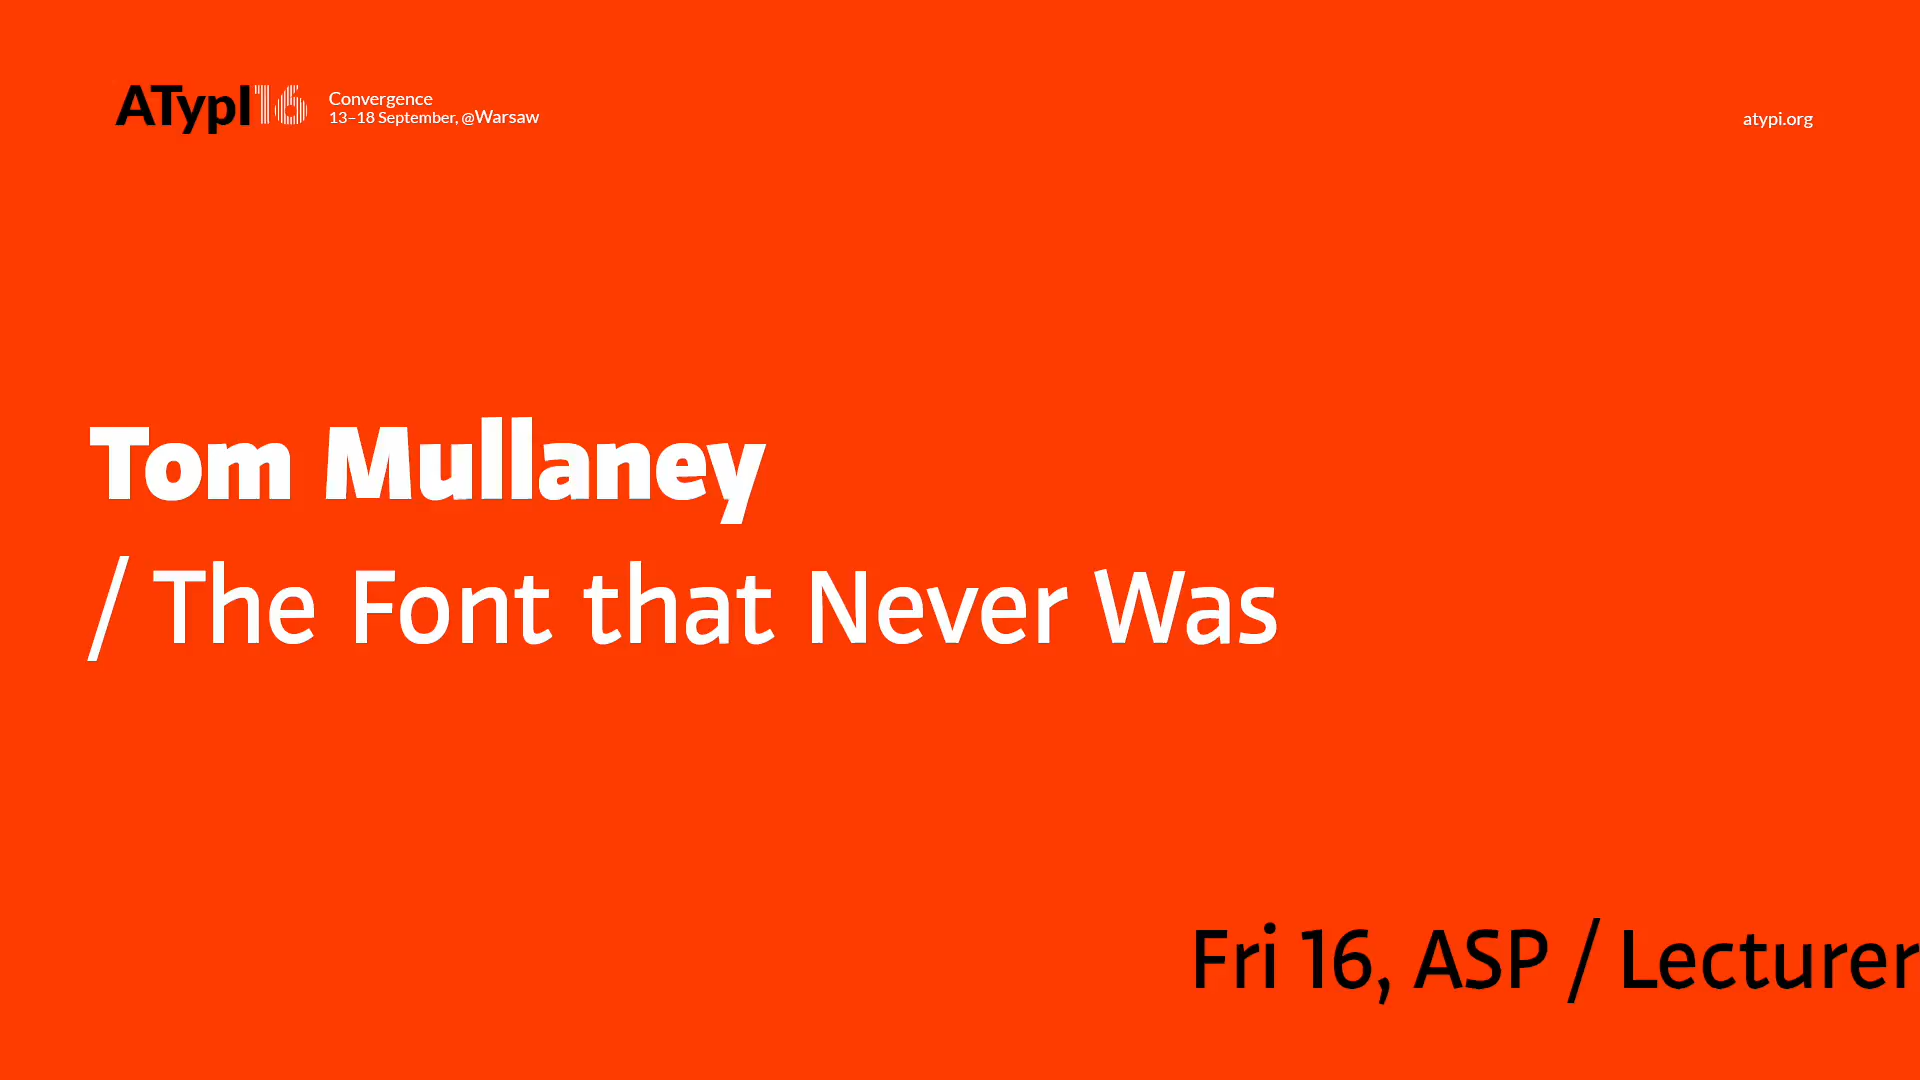 ATypI16
Convergence
13–18 September, @Warsaw
atypi.org
Tom Mullaney
/ The Font that Never Was
Fri 16, ASP / Lecturer